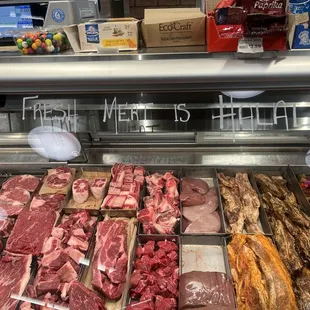 Paprika
EcoCraft
FRESH MEAT IS HALAL